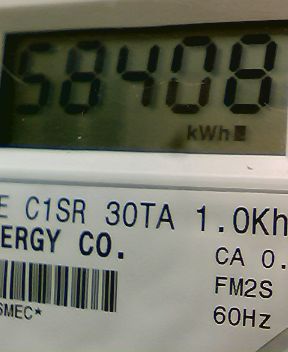 58408
kWh
E C1SR 30TA 1.0Kh
ERGY CO.
CA 0.
FM2S
SMEC*
60Hz